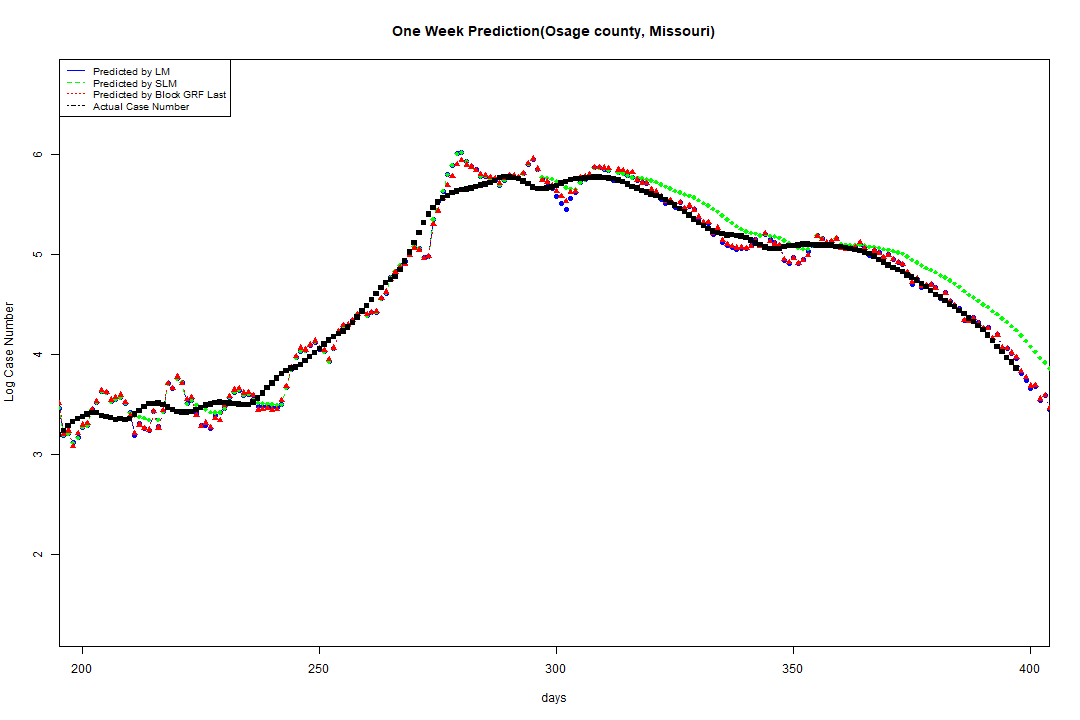 One Week Prediction(Osage county, Missouri)
Predicted by LM
Predicted by SLM
Predicted by Block GRF Last
Actual Case Number
Log Case Number
6
5
4
3
2
200 250 300 350 400
days